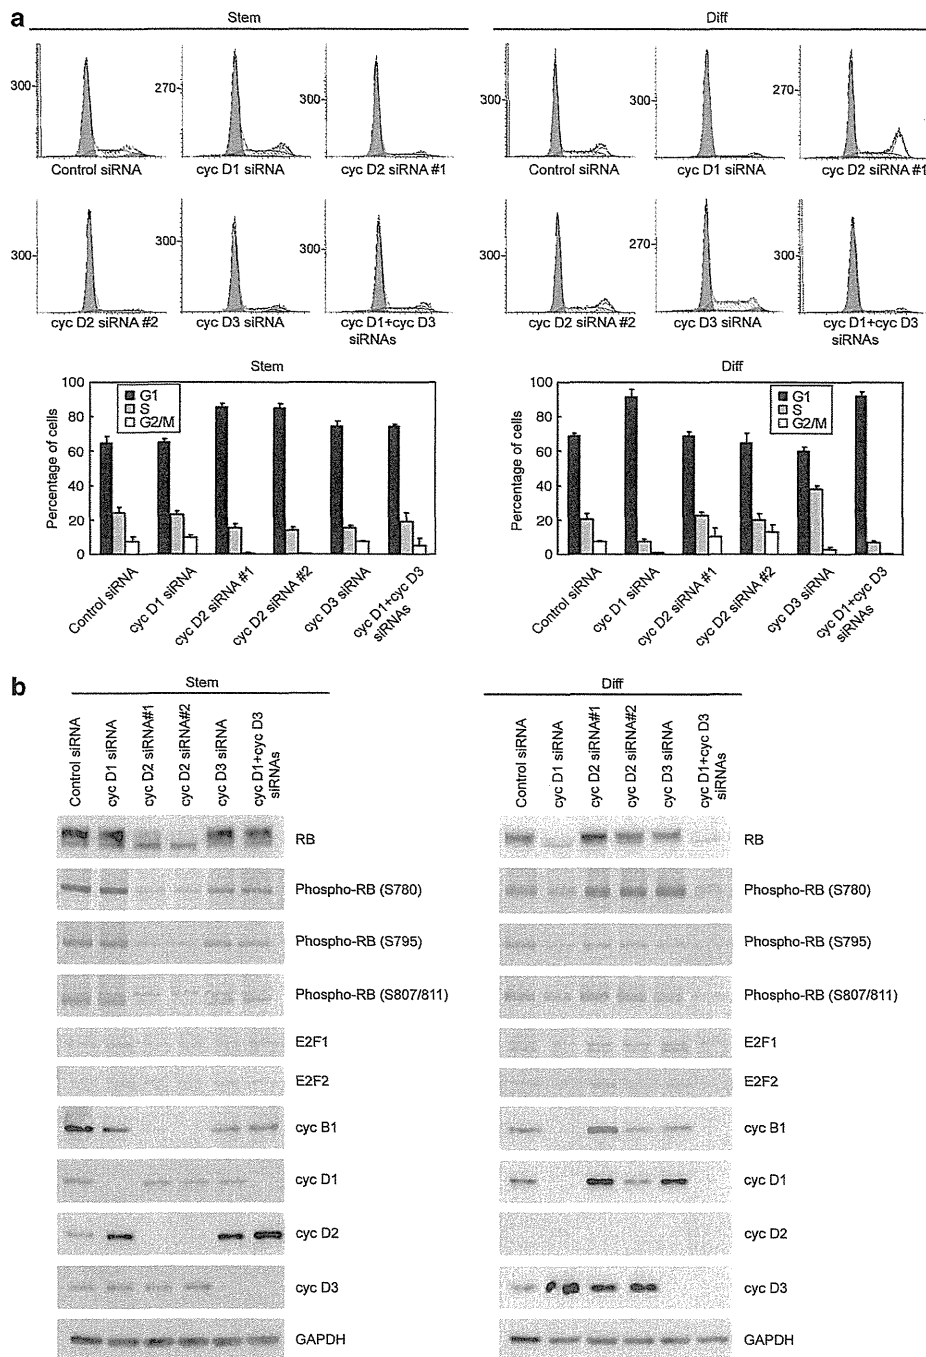 a
Stem
Diff
300
270
300
300
300
270
Control siRNA
cyc D1 siRNA
cyc D2 siRNA #1
Control siRNA
cyc D1 siRNA
cyc D2 siRNA #1
300
300
300
300
270
300
cyc D2 siRNA #2
cyc D3 siRNA
cyc D1+cyc D3
siRNAs
cyc D2 siRNA #2
cyc D3 siRNA
cyc D1+cyc D3
siRNAs
Stem
Percentage of cells
100
80
60
40
20
0
G1
S
G2/M
Control siRNA
cyc D1 siRNA
cyc D2 siRNA #1
cyc D2 siRNA #2
cyc D3 siRNA
cyc D1+cyc D3
siRNAs
Diff
Percentage of cells
100
80
60
40
20
0
G1
S
G2/M
Control siRNA
cyc D1 siRNA
cyc D2 siRNA #1
cyc D2 siRNA #2
cyc D3 siRNA
cyc D1+cyc D3
siRNAs
b
Stem
Control siRNA
cyc D1 siRNA
cyc D2 siRNA#1
cyc D2 siRNA#2
cyc D3 siRNA
cyc D1+cyc D3
siRNAs
RB
Phospho-RB (S780)
Phospho-RB (S795)
Phospho-RB (S807/811)
E2F1
E2F2
cyc B1
cyc D1
cyc D2
cyc D3
GAPDH
Diff
Control siRNA
cyc D1 siRNA
cyc D2 siRNA#1
cyc D2 siRNA #2
cyc D3 siRNA
cyc D1+cyc D3
siRNAs
RB
Phospho-RB (S780)
Phospho-RB (S795)
Phospho-RB (S807/811)
E2F1
E2F2
cyc B1
cyc D1
cyc D2
cyc D3
GAPDH